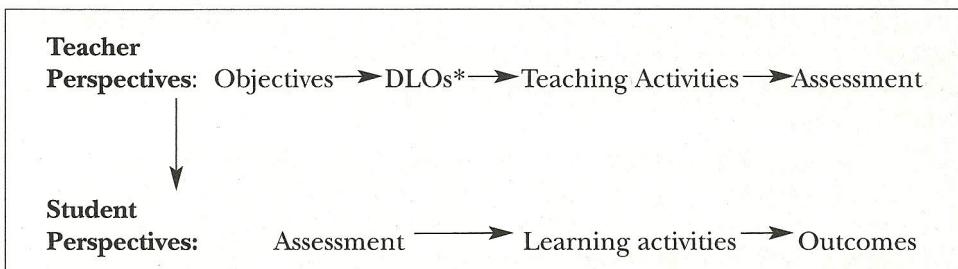 Teacher
Perspectives: Objectives DLOs* Teaching Activities Assessment
Student
Perspectives: Assessment Learning activities Outcomes